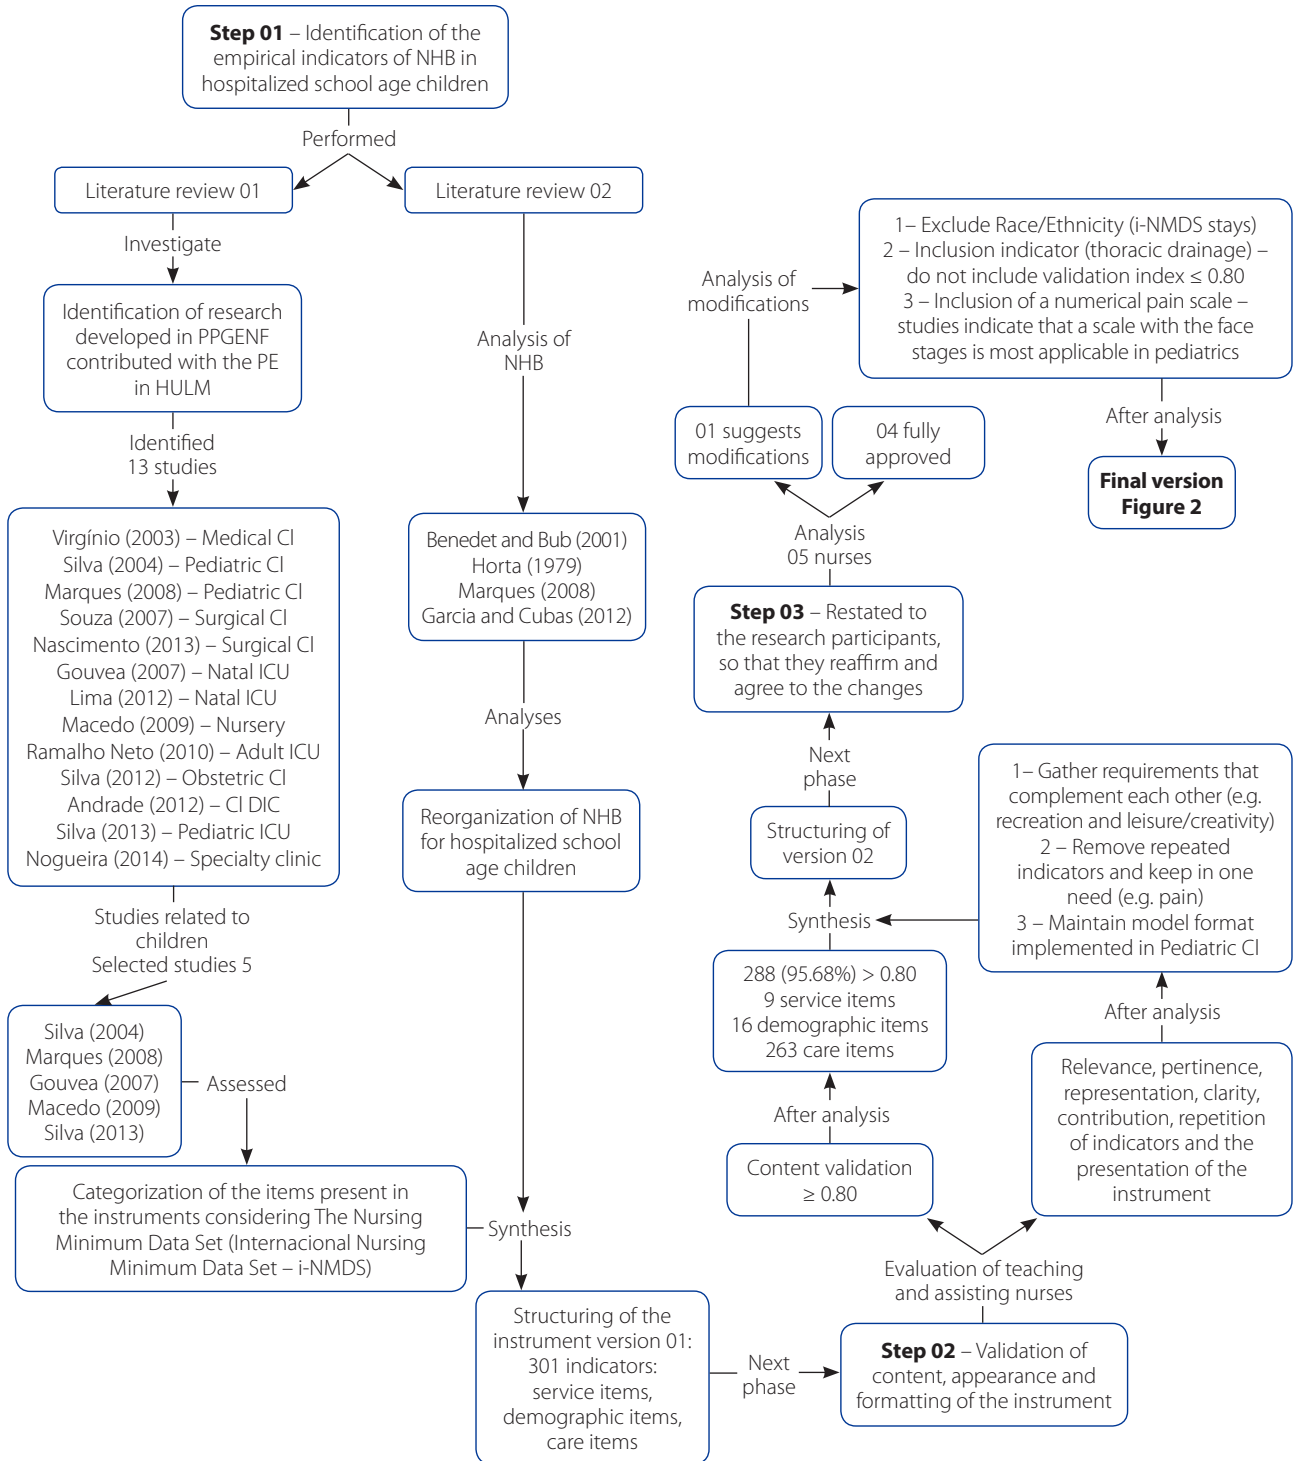 Step 01 – Identification of the
empirical indicators of NHB in
hospitalized school age children
Performed
Literature review 01
Literature review 02
Investigate
Identification of research
developed in PPGENF
contributed with the PE
in HULM
Identified
13 studies
Virgínio (2003) – Medical Cl
Silva (2004) – Pediatric Cl
Marques (2008) – Pediatric Cl
Souza (2007) – Surgical Cl
Nascimento (2013) – Surgical Cl
Gouvea (2007) – Natal ICU
Lima (2012) – Natal ICU
Macedo (2009) – Nursery
Ramalho Neto (2010) – Adult ICU
Silva (2012) – Obstetric Cl
Andrade (2012) – Cl DIC
Silva (2013) – Pediatric ICU
Nogueira (2014) – Specialty clinic
Studies related to
children
Selected studies 5
Silva (2004)
Marques (2008)
Gouvea (2007)
Macedo (2009)
Silva (2013)
Assessed
Categorization of the items present in
the instruments considering The Nursing
Minimum Data Set (Internacional Nursing
Minimum Data Set – i-NMDS)
Analysis of
NHB
Benedet and Bub (2001)
Horta (1979)
Marques (2008)
Garcia and Cubas (2012)
Analyses
Reorganization of NHB
for hospitalized school
age children
Synthesis
Structuring of the
instrument version 01:
301 indicators:
service items,
demographic items,
care items
Next
phase
Step 02 – Validation of
content, appearance and
formatting of the instrument
Evaluation of teaching
and assisting nurses
Content validation
≥ 0.80
After analysis
288 (95.68%) > 0.80
9 service items
16 demographic items
263 care items
Relevance, pertinence,
representation, clarity,
contribution, repetition
of indicators and the
presentation of the
instrument
After analysis
1– Gather requirements that
complement each other (e.g.
recreation and leisure/creativity)
2 – Remove repeated
indicators and keep in one
need (e.g. pain)
3 – Maintain model format
implemented in Pediatric Cl
Synthesis
Structuring of
version 02
Next
phase
Step 03 – Restated to
the research participants,
so that they reaffirm and
agree to the changes
Analysis
05 nurses
01 suggests
modifications
04 fully
approved
Analysis of
modifications
1– Exclude Race/Ethnicity (i-NMDS stays)
2 – Inclusion indicator (thoracic drainage) –
do not include validation index ≤ 0.80
3 – Inclusion of a numerical pain scale –
studies indicate that a scale with the face
stages is most applicable in pediatrics
After analysis
Final version
Figure 2